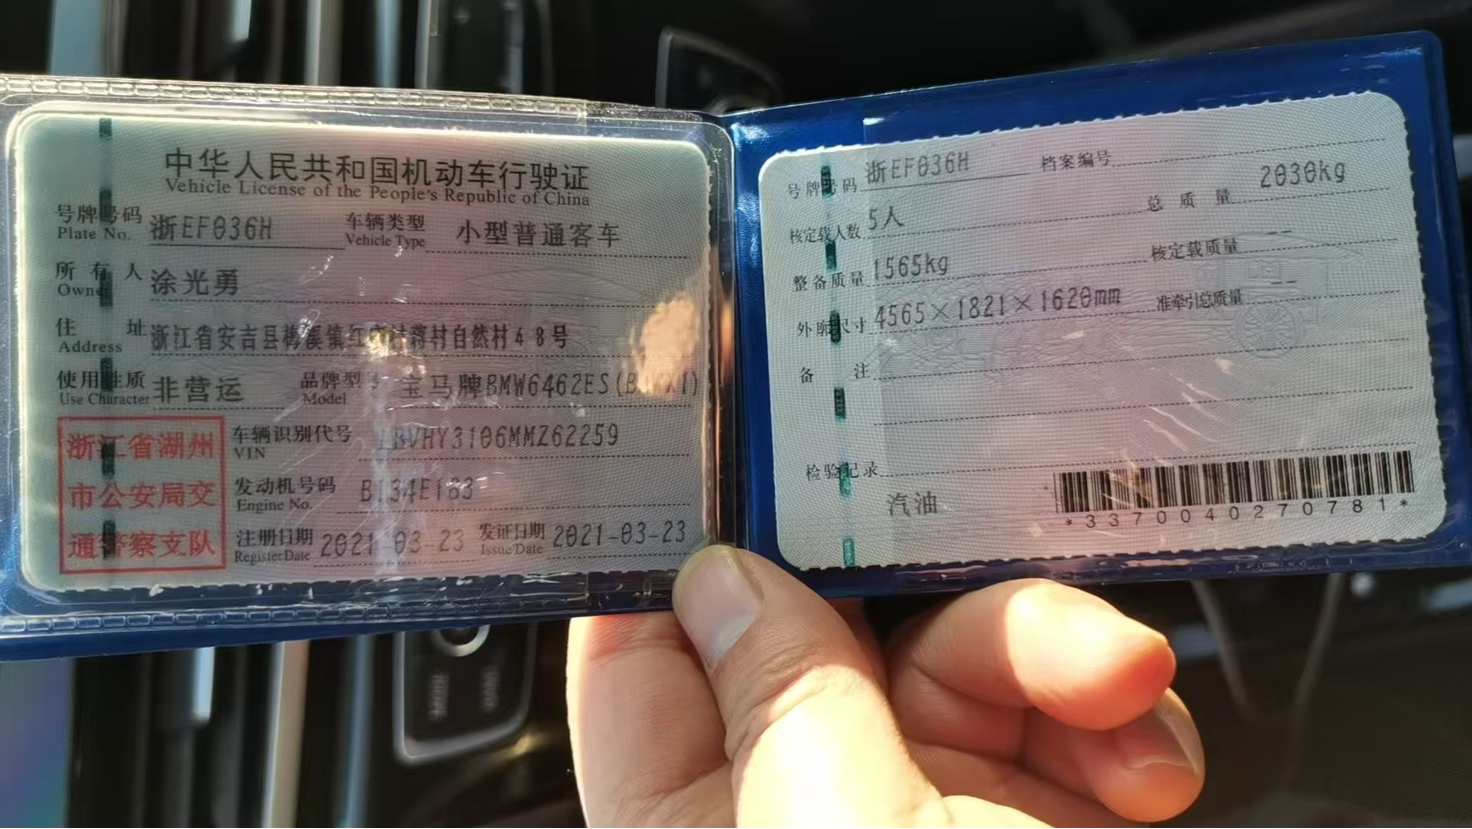 中华人民共和国机动车行驶证
Vehicle License of the People's Republic of China
号牌号码 浙EF036H 车辆类型 小型普通客车
Plate No. Vehicle Type
所有人 涂光勇
Owner
住址 浙江省安吉县梅溪镇红 村自然村48号
Address
使用性质 非营运 品牌型号 宝马牌BMW6462ES
Use Character Model
浙江省湖州
市公安局交
通警察支队
车辆识别代号 LBVHY3106MMZ62259
VIN
发动机号码
Engine No.
注册日期 2021-03-23 发证日期 2021-03-23
Register Date Issue Date
号牌号码 浙EF036H 档案编号
核定载人数 5人 总质量 2030kg
整备质量 1565kg 核定载质量 --
外廓尺寸 4565×1821×1620mm 准牵引总质量 --
备注
检验记录
汽油
*3370040270781*